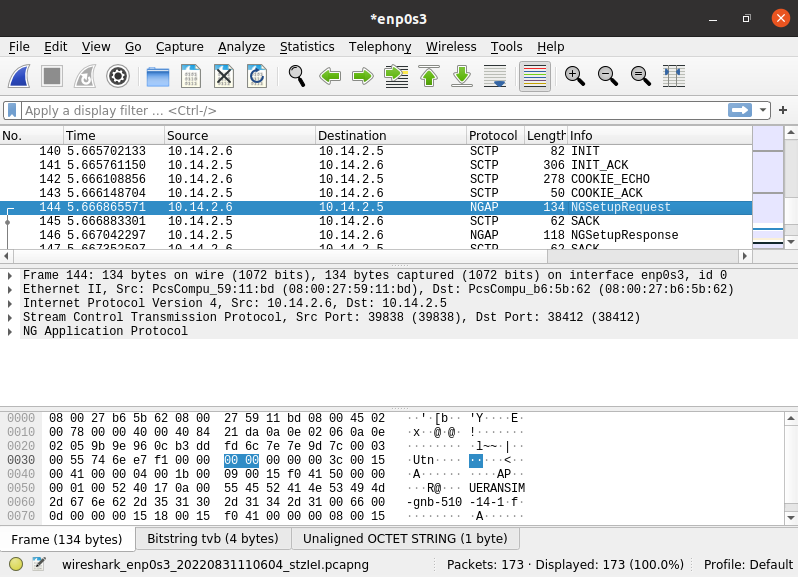 *enp0s3
File Edit View Go Capture Analyze Statistics Telephony Wireless Tools Help
Apply a display filter ... <Ctrl-/>
No. Time Source Destination Protocol Length Info
140 5.665702133 10.14.2.6 10.14.2.5 SCTP 82 INIT
141 5.665761150 10.14.2.5 10.14.2.6 SCTP 306 INIT_ACK
142 5.666108856 10.14.2.6 10.14.2.5 SCTP 278 COOKIE_ECHO
143 5.666148704 10.14.2.5 10.14.2.6 SCTP 50 COOKIE_ACK
144 5.666865571 10.14.2.6 10.14.2.5 NGAP 134 NGSetupRequest
145 5.666883301 10.14.2.5 10.14.2.6 SCTP 62 SACK
146 5.667042297 10.14.2.5 10.14.2.6 NGAP 118 NGSetupResponse
147 5.667352597 10.14.2.6 10.14.2.5 SCTP 62 SACK
Frame 144: 134 bytes on wire (1072 bits), 134 bytes captured (1072 bits) on interface enp0s3, id 0
Ethernet II, Src: PcsCompu_59:11:bd (08:00:27:59:11:bd), Dst: PcsCompu_b6:5b:62 (08:00:27:b6:5b:62)
Internet Protocol Version 4, Src: 10.14.2.6, Dst: 10.14.2.5
Stream Control Transmission Protocol, Src Port: 39838 (39838), Dst Port: 38412 (38412)
NG Application Protocol
0000 08 00 27 b6 5b 62 08 00 27 59 11 bd 08 00 45 02 ··'·[b·· 'Y····E·
0010 00 78 00 00 40 00 40 84 21 da 0a 0e 02 06 0a 0e ·x··@·@· !·······
0020 02 05 9b 9e 96 0c b3 dd fd 6c 7e 7e 9d 7c 00 03 ········ ·l~~·|··
0030 00 55 74 6e e7 f1 00 00 00 00 00 00 00 3c 00 15 ·Utn···· ·····<··
0040 00 41 00 00 04 00 1b 00 09 00 15 f0 41 50 00 00 ·A······ ····AP··
0050 00 01 00 52 40 17 0a 00 55 45 52 41 4e 53 49 4d ···R@··· UERANSIM
0060 2d 67 6e 62 2d 35 31 30 2d 31 34 2d 31 00 66 00 -gnb-510 -14-1·f·
0070 0d 00 00 00 15 18 00 15 f0 41 00 00 00 08 00 15 ········ ·A······
Frame (134 bytes) Bitstring tvb (4 bytes) Unaligned OCTET STRING (1 byte)
wireshark_enp0s3_20220831110604_stzleI.pcapng Packets: 173 · Displayed: 173 (100.0%) Profile: Default